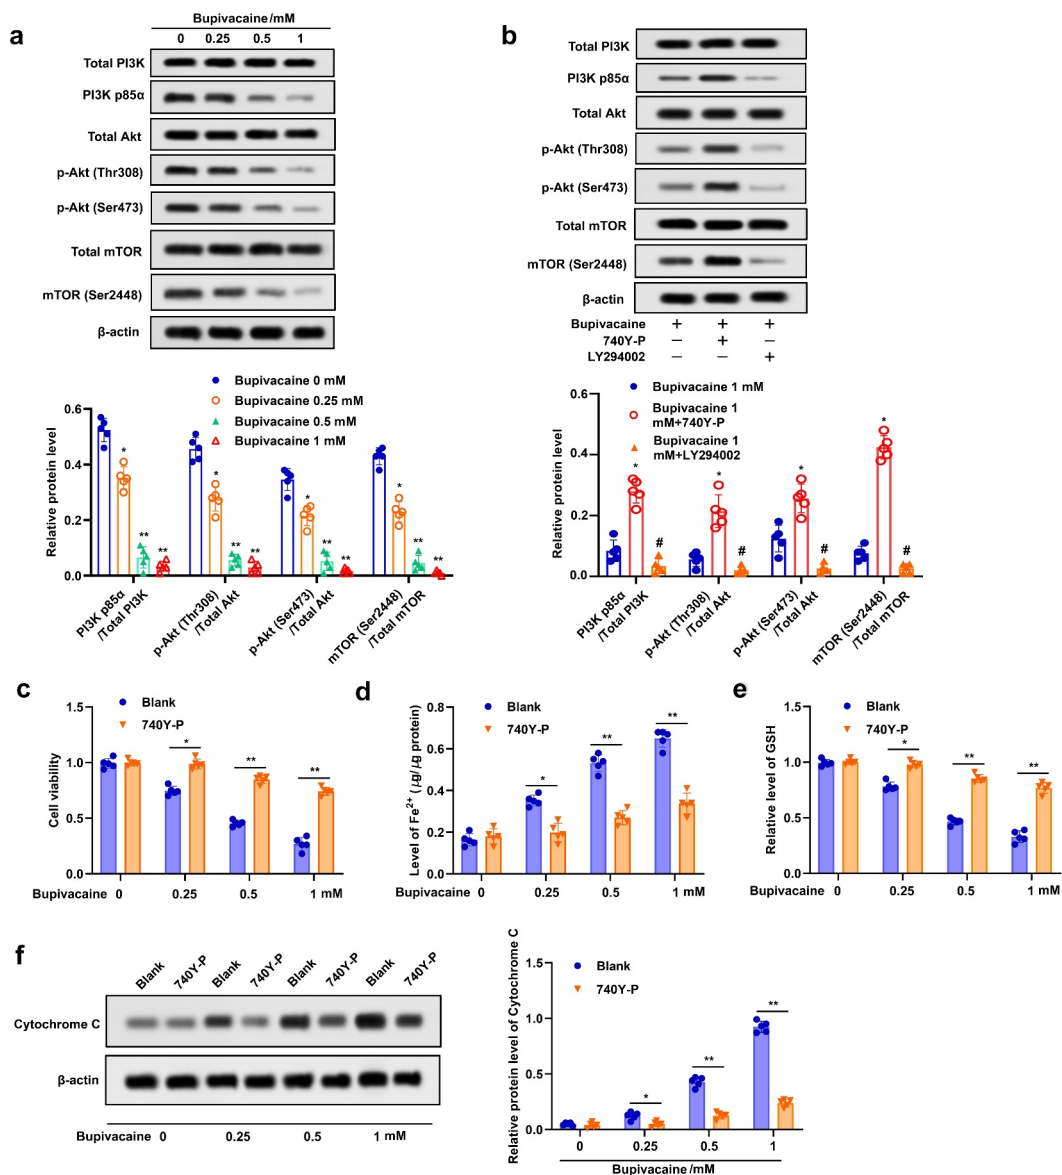 a
Bupivacaine/mM
0 0.25 0.5 1
Total PI3K
PI3K p85α
Total Akt
p-Akt (Thr308)
p-Akt (Ser473)
Total mTOR
mTOR (Ser2448)
β-actin
Bupivacaine 0 mM
Bupivacaine 0.25 mM
Bupivacaine 0.5 mM
Bupivacaine 1 mM
Relative protein level
0.6
0.4
0.2
0.0
* ** **
* ** **
* ** **
* ** **
PI3K p85α
/Total PI3K
p-Akt (Thr308)
/Total Akt
p-Akt (Ser473)
/Total Akt
mTOR (Ser2448)
/Total mTOR
b
Total PI3K
PI3K p85α
Total Akt
p-Akt (Thr308)
p-Akt (Ser473)
Total mTOR
mTOR (Ser2448)
β-actin
Bupivacaine + + +
740Y-P − + −
LY294002 − − +
Bupivacaine 1 mM
Bupivacaine 1
mM+740Y-P
Bupivacaine 1
mM+LY294002
Relative protein level
0.6
0.4
0.2
0.0
* #
* #
* #
* #
PI3K p85α
/Total PI3K
p-Akt (Thr308)
/Total Akt
p-Akt (Ser473)
/Total Akt
mTOR (Ser2448)
/Total mTOR
c
Blank
740Y-P
Cell viability
1.5
1.0
0.5
0.0
* ** **
Bupivacaine 0 0.25 0.5 1 mM
d
Blank
740Y-P
Level of Fe2+ (μg/μg protein)
0.8
0.6
0.4
0.2
0.0
* ** **
Bupivacaine 0 0.25 0.5 1 mM
e
Blank
740Y-P
Relative level of GSH
1.5
1.0
0.5
0.0
* ** **
Bupivacaine 0 0.25 0.5 1 mM
f
Blank 740Y-P Blank 740Y-P Blank 740Y-P Blank 740Y-P
Cytochrome C
β-actin
Bupivacaine 0 0.25 0.5 1 mM
Blank
740Y-P
Relative protein level of Cytochrome C
1.5
1.0
0.5
0.0
* ** **
0 0.25 0.5 1
Bupivacaine/mM